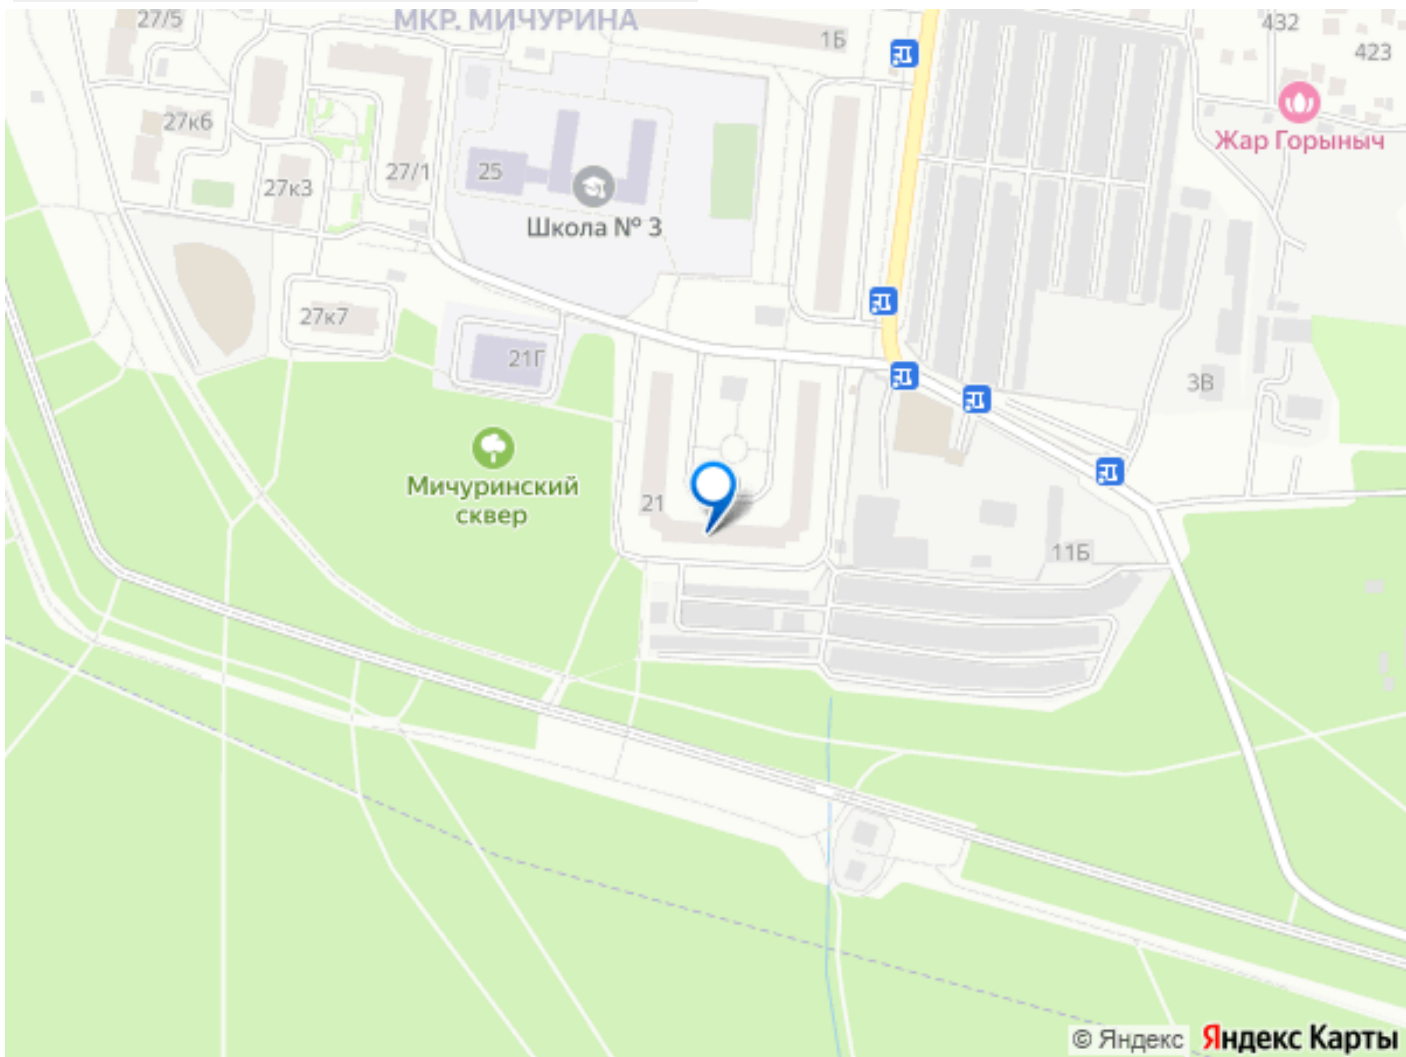 27/5
МКР. МИЧУРИНА
1Б
432
423
Жар Горыныч
27к6
27к3
27/1
25
Школа № 3
27к7
21Г
3В
Мичуринский
сквер
21
11Б
© Яндекс Яндекс Карты